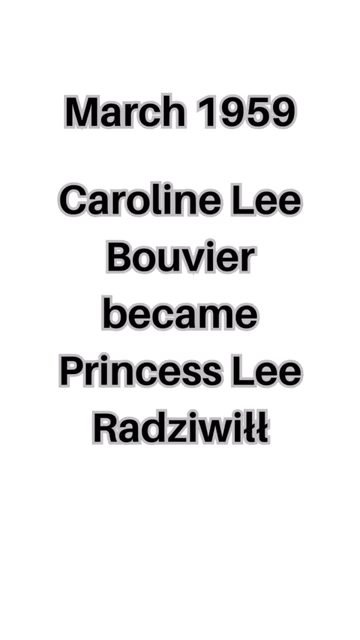 March 1959
Caroline Lee
Bouvier
became
Princess Lee
Radziwiłł